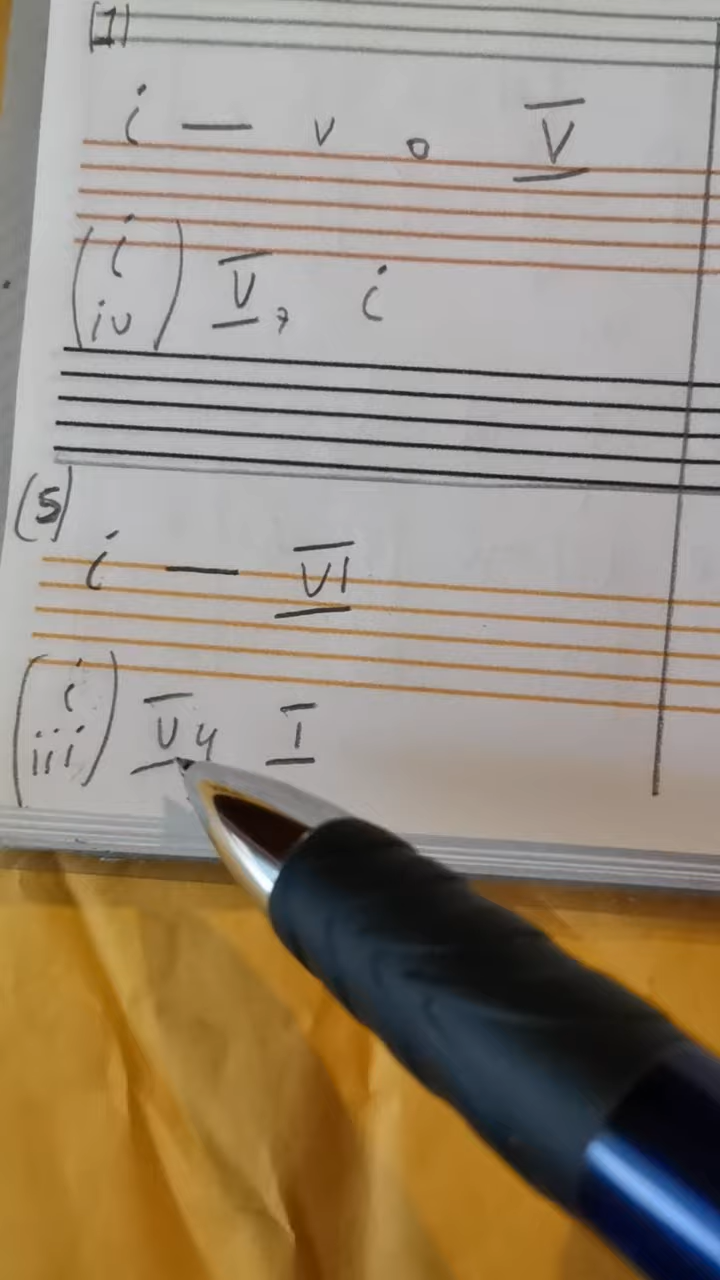 [1]
i — v o V
(i iv) V7 i
(5)
i — VI
(i iii) V4 I